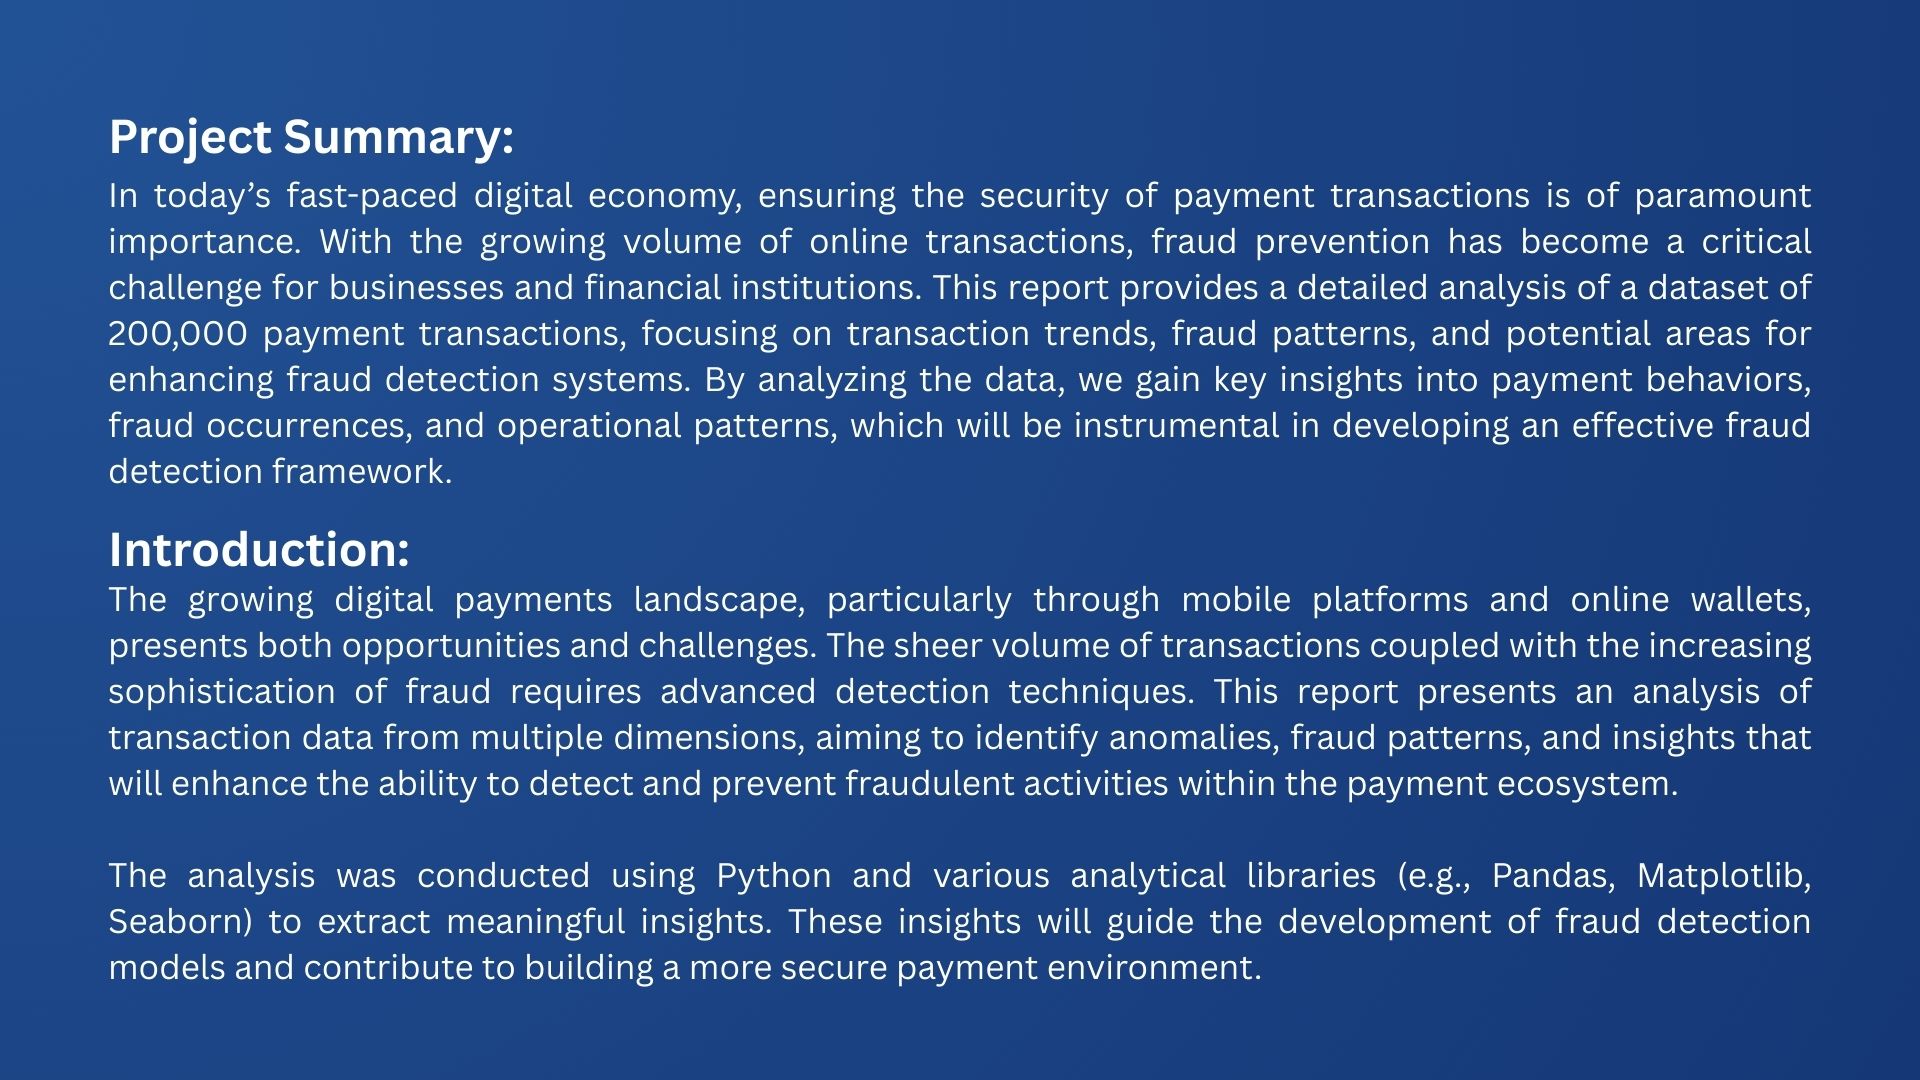 Project Summary:
In today’s fast-paced digital economy, ensuring the security of payment transactions is of paramount
importance. With the growing volume of online transactions, fraud prevention has become a critical
challenge for businesses and financial institutions. This report provides a detailed analysis of a dataset of
200,000 payment transactions, focusing on transaction trends, fraud patterns, and potential areas for
enhancing fraud detection systems. By analyzing the data, we gain key insights into payment behaviors,
fraud occurrences, and operational patterns, which will be instrumental in developing an effective fraud
detection framework.
Introduction:
The growing digital payments landscape, particularly through mobile platforms and online wallets,
presents both opportunities and challenges. The sheer volume of transactions coupled with the increasing
sophistication of fraud requires advanced detection techniques. This report presents an analysis of
transaction data from multiple dimensions, aiming to identify anomalies, fraud patterns, and insights that
will enhance the ability to detect and prevent fraudulent activities within the payment ecosystem.
The analysis was conducted using Python and various analytical libraries (e.g., Pandas, Matplotlib,
Seaborn) to extract meaningful insights. These insights will guide the development of fraud detection
models and contribute to building a more secure payment environment.